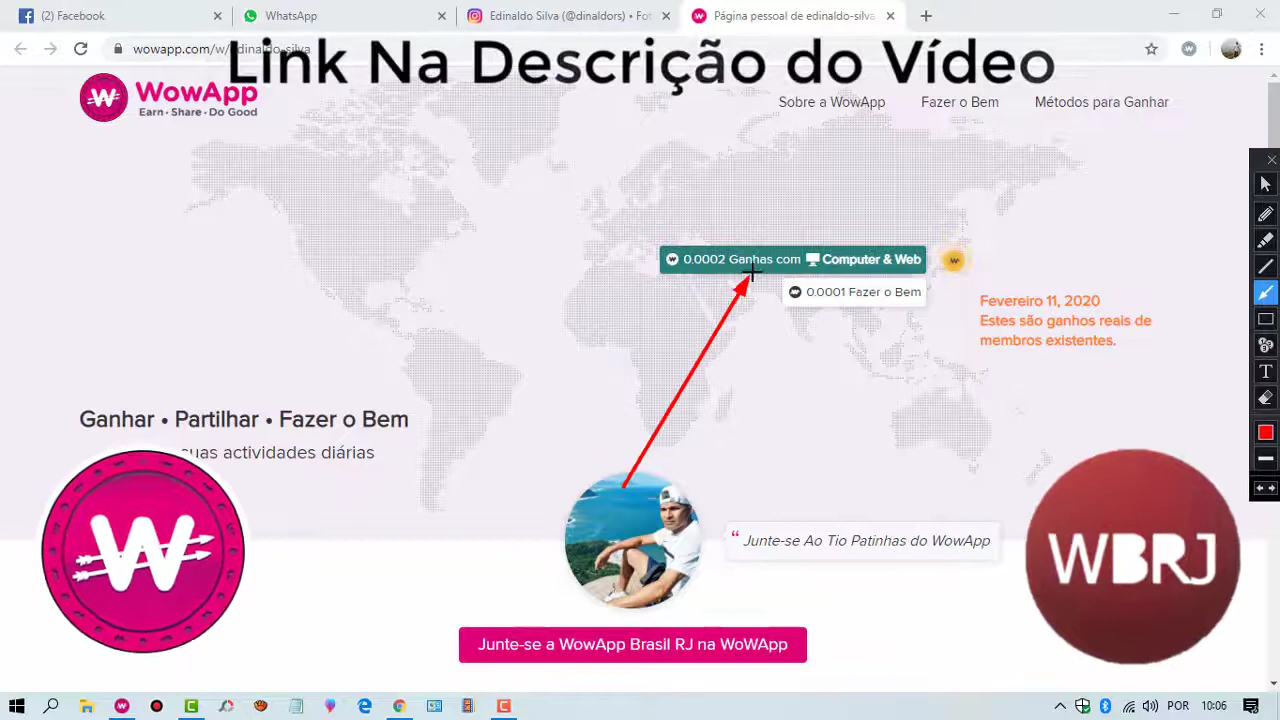 (2) Facebook
WhatsApp
Edinaldo Silva (@dinaldors) • Fot
Página pessoal de edinaldo-silva
wowapp.com/w/edinaldo-silva
Link Na Descrição do Vídeo
WowApp
Earn • Share • Do Good
Sobre a WowApp
Fazer o Bem
Métodos para Ganhar
0.0002 Ganhas com Computer & Web
0.0001 Fazer o Bem
Fevereiro 11, 2020
Estes são ganhos reais de
membros existentes.
Ganhar • Partilhar • Fazer o Bem
suas actividades diárias
W
WBRJ
“ Junte-se Ao Tio Patinhas do WowApp
Junte-se a WowApp Brasil RJ na WoWApp
T
POR
10:06